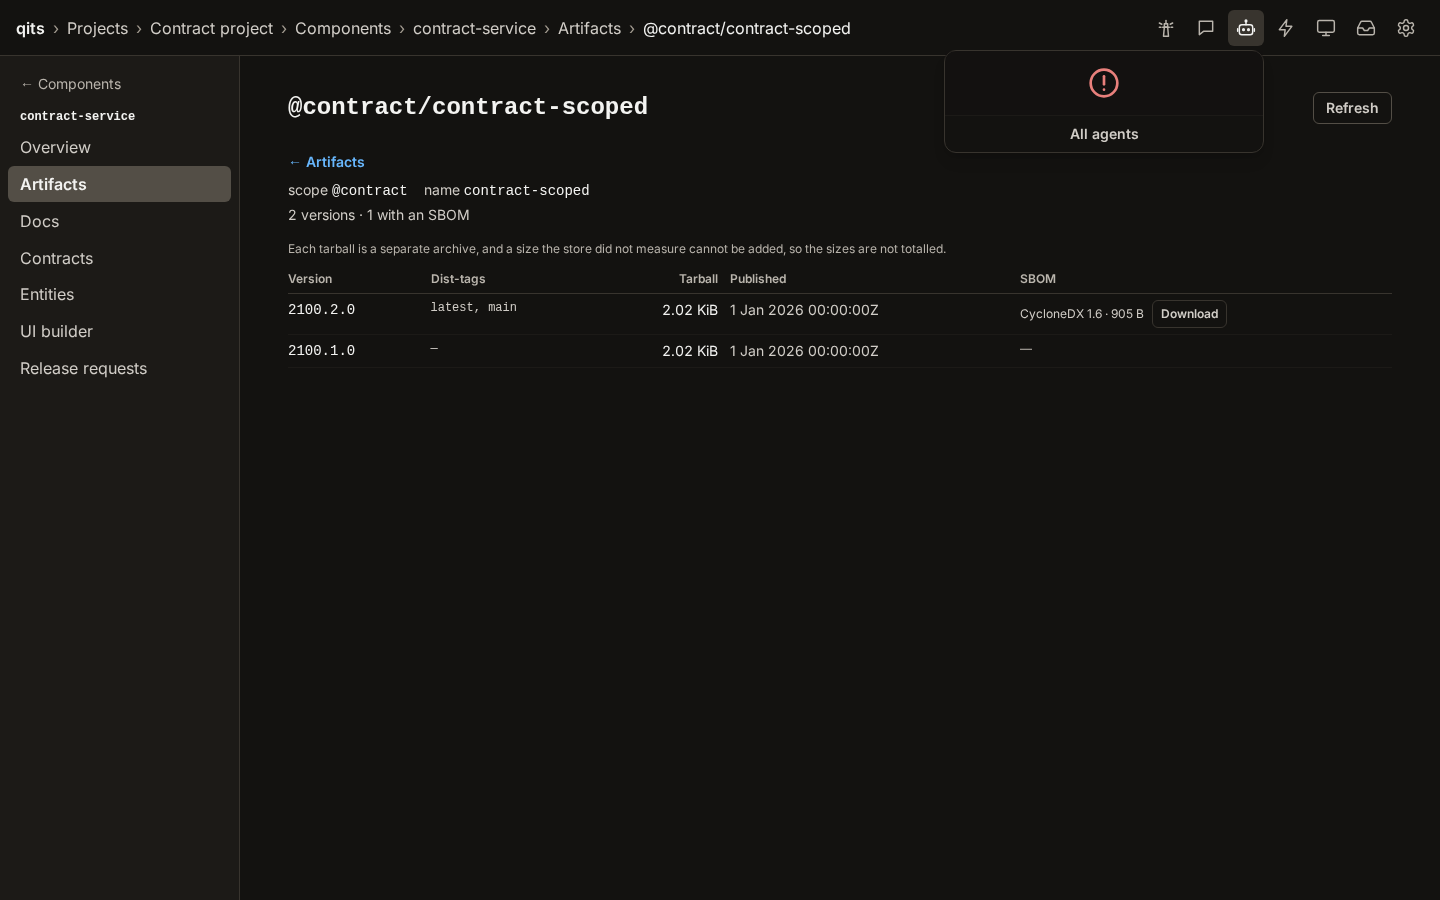 qits › Projects › Contract project › Components › contract-service › Artifacts › @contract/contract-scoped
← Components
contract-service
Overview
Artifacts
Docs
Contracts
Entities
UI builder
Release requests
All agents
@contract/contract-scoped
Refresh
← Artifacts
scope @contract name contract-scoped
2 versions · 1 with an SBOM
Each tarball is a separate archive, and a size the store did not measure cannot be added, so the sizes are not totalled.
Version Dist-tags Tarball Published SBOM
2100.2.0 latest, main 2.02 KiB 1 Jan 2026 00:00:00Z CycloneDX 1.6 · 905 B Download
2100.1.0 — 2.02 KiB 1 Jan 2026 00:00:00Z —